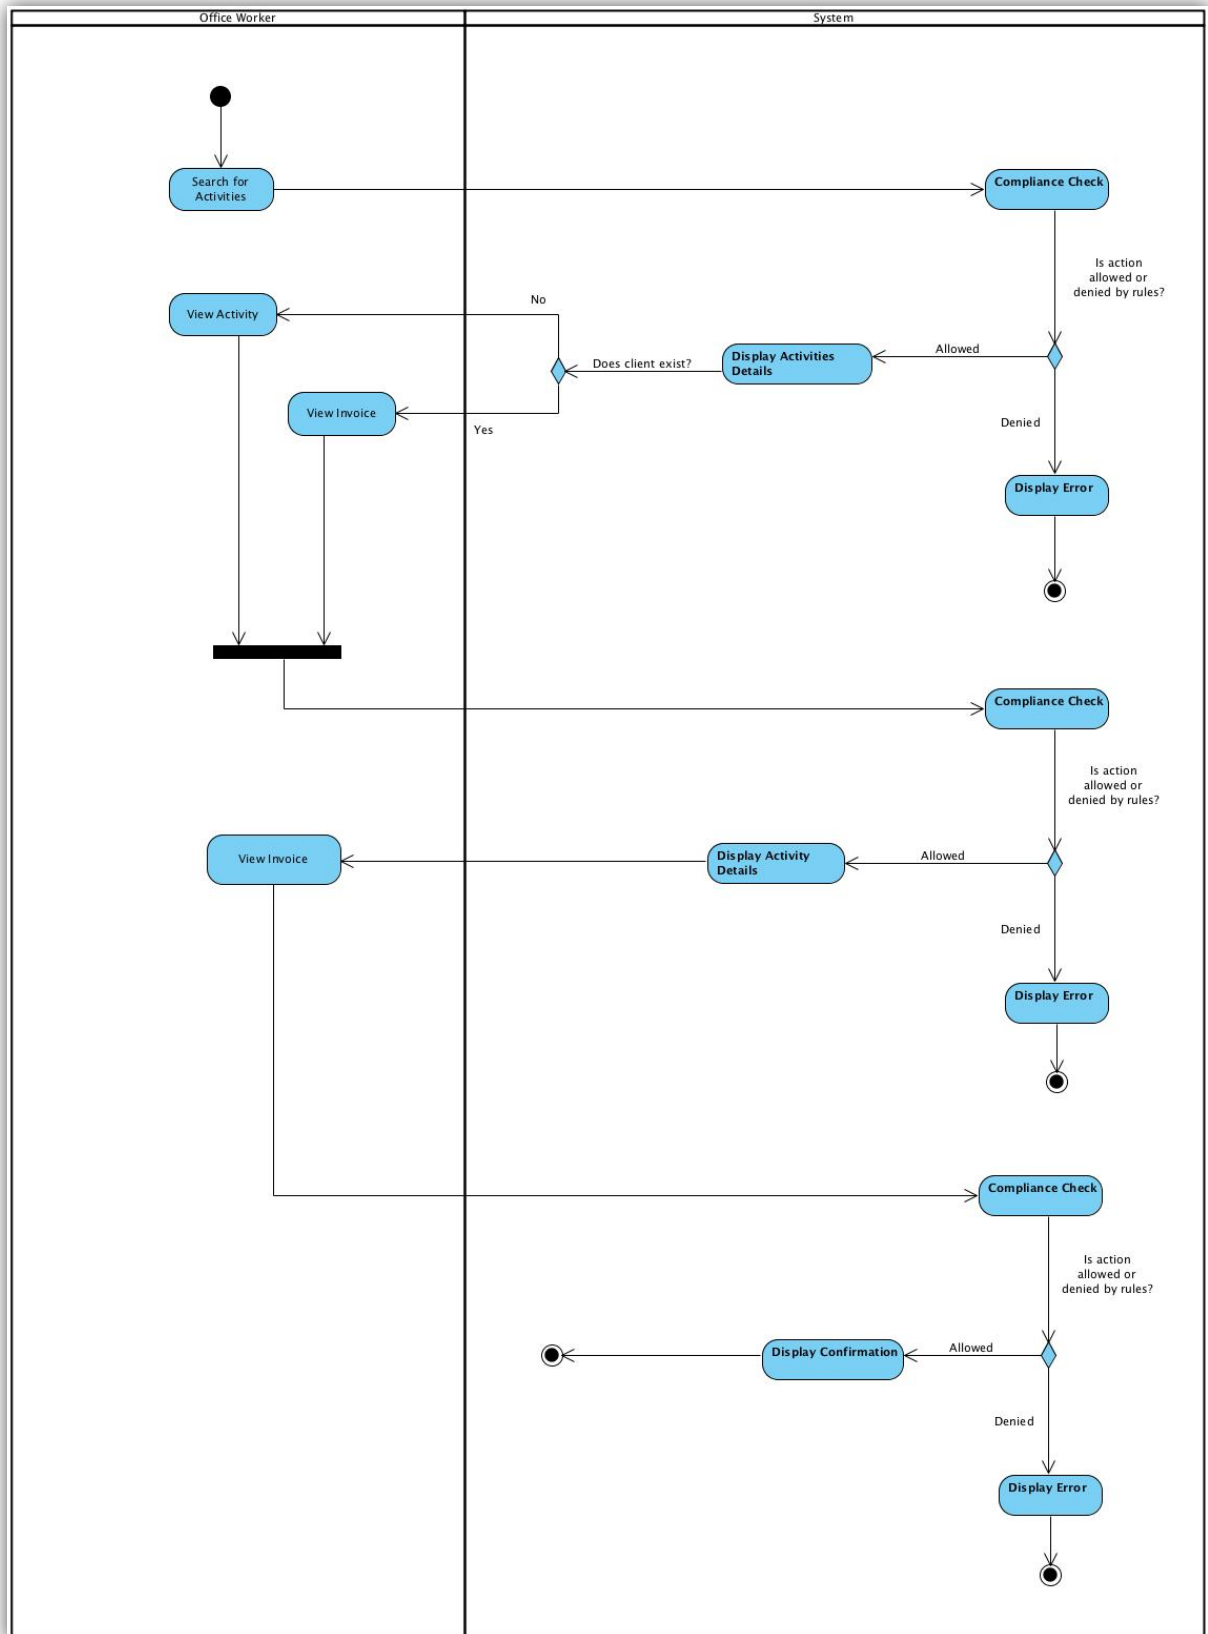 Office Worker
System
Search for
Activities
Compliance Check
Is action
allowed or
denied by rules?
No
View Activity
Allowed
Display Activities
Details
Does client exist?
View Invoice
Yes
Denied
Display Error
Compliance Check
Is action
allowed or
denied by rules?
Allowed
Display Activity
Details
View Invoice
Denied
Display Error
Compliance Check
Is action
allowed or
denied by rules?
Allowed
Display Confirmation
Denied
Display Error